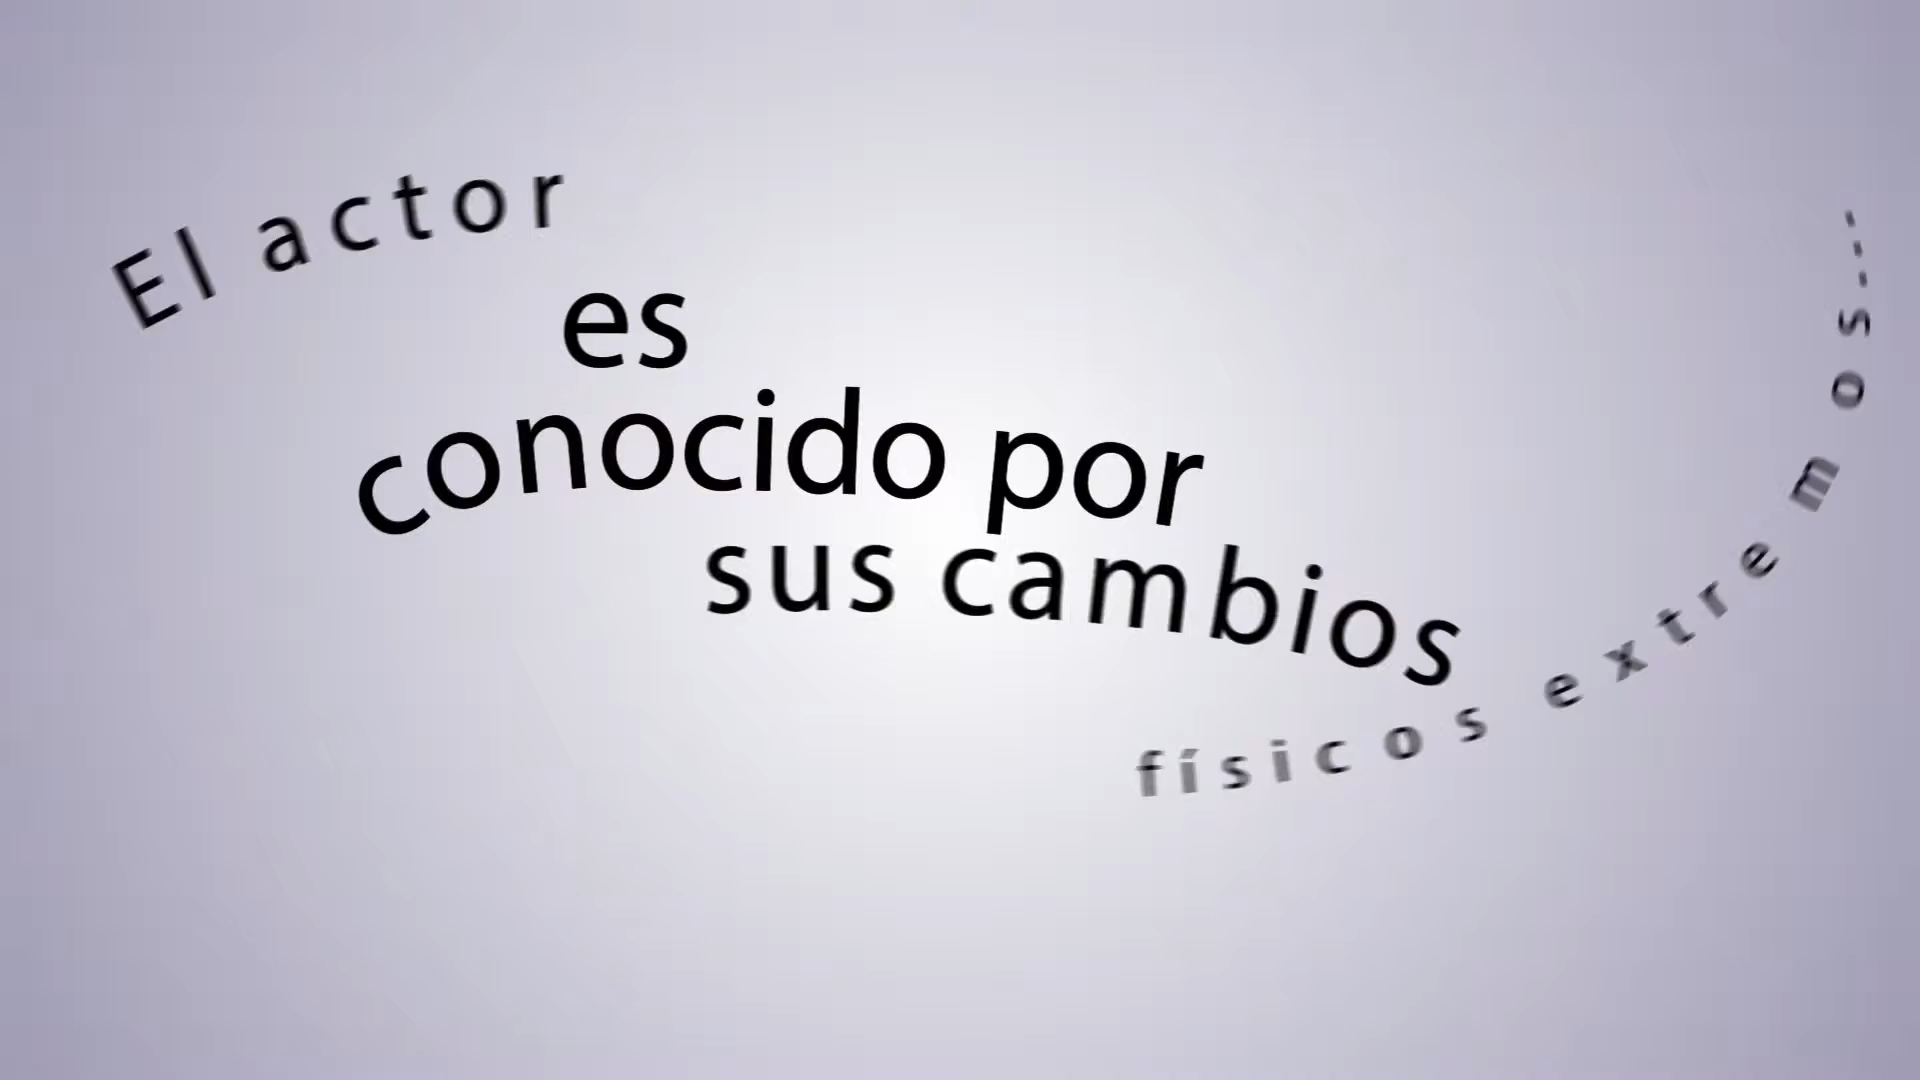 El actor
es
conocido por
sus cambios
físicos extremos...